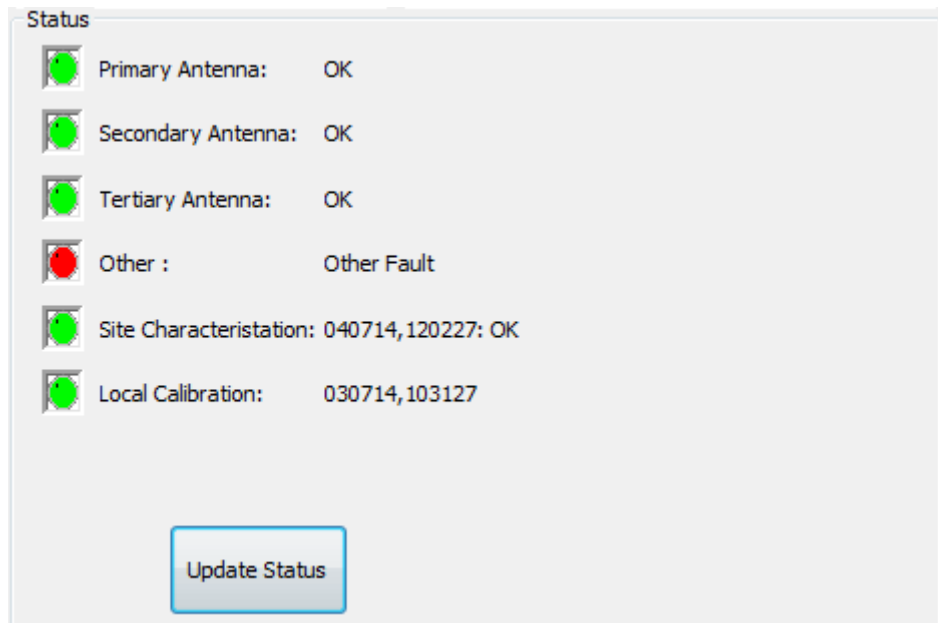 Status
Primary Antenna: OK
Secondary Antenna: OK
Tertiary Antenna: OK
Other : Other Fault
Site Characteristation: 040714,120227: OK
Local Calibration: 030714,103127
Update Status